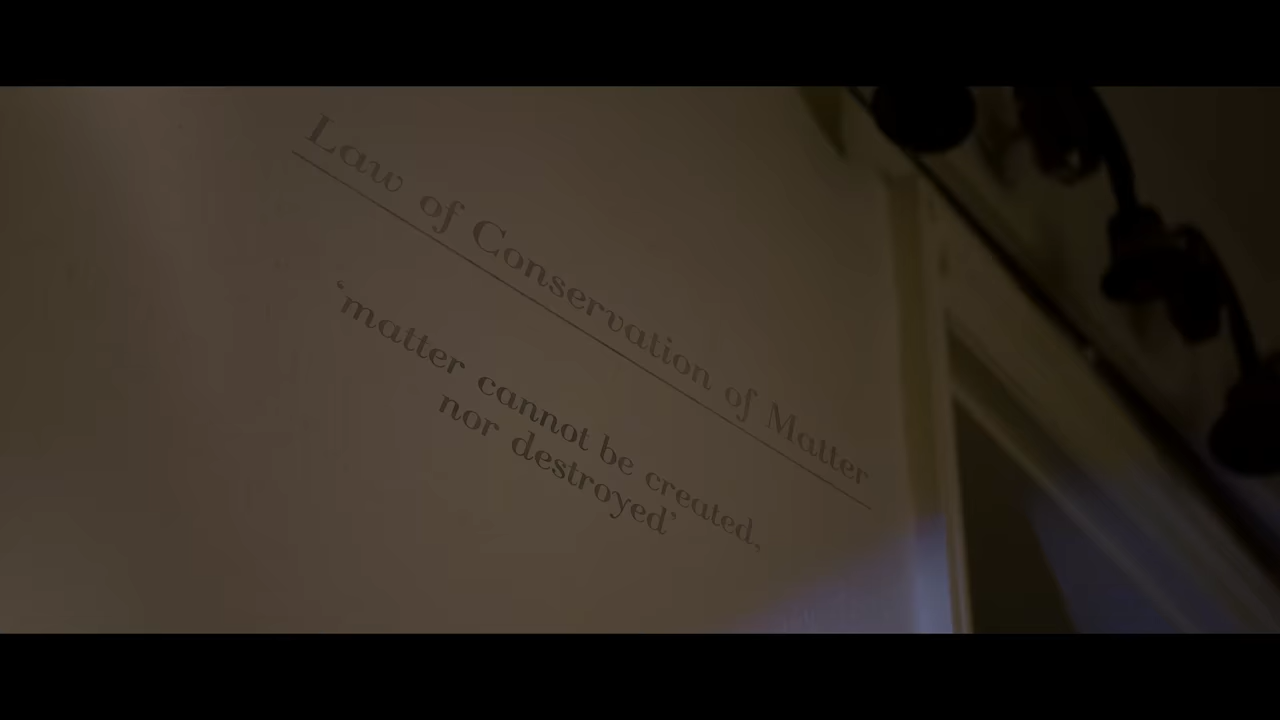 Law of Conservation of Matter
‘matter cannot be created,
nor destroyed’